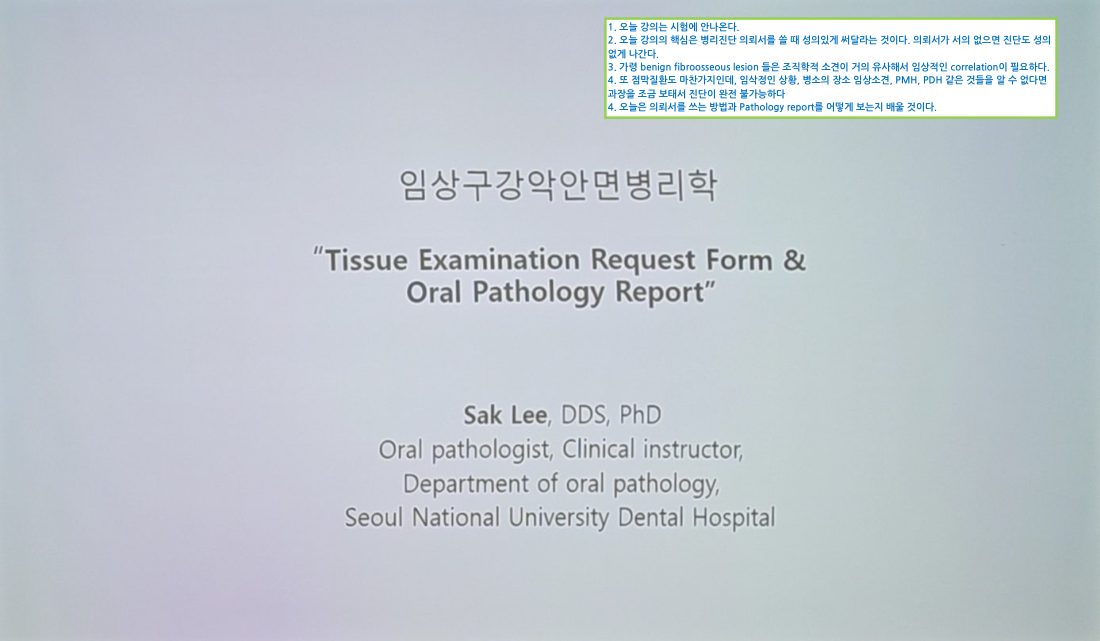 1. 오늘 강의는 시험에 안나온다.
2. 오늘 강의의 핵심은 병리진단 의뢰서를 쓸 때 성의있게 써달라는 것이다. 의뢰서가 서의 없으면 진단도 성의
없게 나간다.
3. 가령 benign fibroosseous lesion 들은 조직학적 소견이 거의 유사해서 임상적인 correlation이 필요하다.
4. 또 점막질환도 마찬가지인데, 임삭정인 상황, 병소의 장소 임상소견, PMH, PDH 같은 것들을 알 수 없다면
과장을 조금 보태서 진단이 완전 불가능하다
4. 오늘은 의뢰서를 쓰는 방법과 Pathology report를 어떻게 보는지 배울 것이다.
임상구강악안면병리학
“Tissue Examination Request Form &
Oral Pathology Report”
Sak Lee, DDS, PhD
Oral pathologist, Clinical instructor,
Department of oral pathology,
Seoul National University Dental Hospital